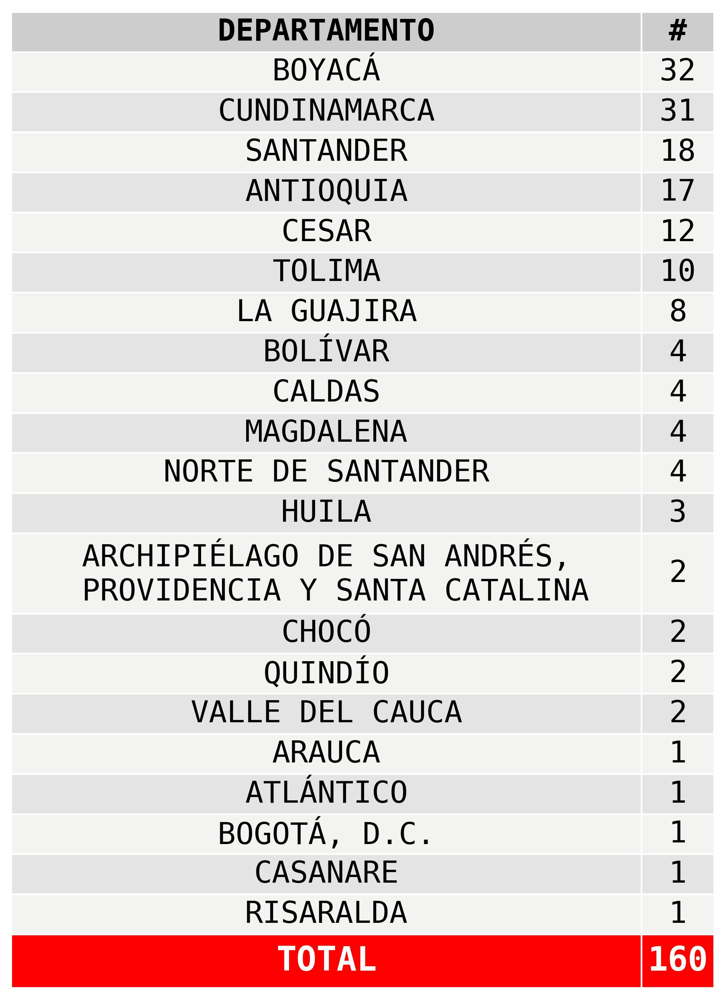 DEPARTAMENTO #
BOYACÁ 32
CUNDINAMARCA 31
SANTANDER 18
ANTIOQUIA 17
CESAR 12
TOLIMA 10
LA GUAJIRA 8
BOLÍVAR 4
CALDAS 4
MAGDALENA 4
NORTE DE SANTANDER 4
HUILA 3
ARCHIPIÉLAGO DE SAN ANDRÉS,
PROVIDENCIA Y SANTA CATALINA 2
CHOCÓ 2
QUINDÍO 2
VALLE DEL CAUCA 2
ARAUCA 1
ATLÁNTICO 1
BOGOTÁ, D.C. 1
CASANARE 1
RISARALDA 1
TOTAL 160